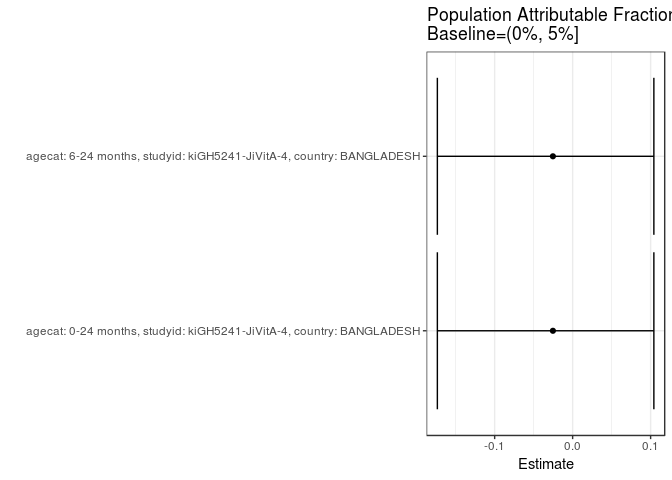 Population Attributable Fraction
Baseline=(0%, 5%]
agecat: 6-24 months, studyid: kiGH5241-JiVitA-4, country: BANGLADESH
agecat: 0-24 months, studyid: kiGH5241-JiVitA-4, country: BANGLADESH
-0.1 0.0 0.1
Estimate